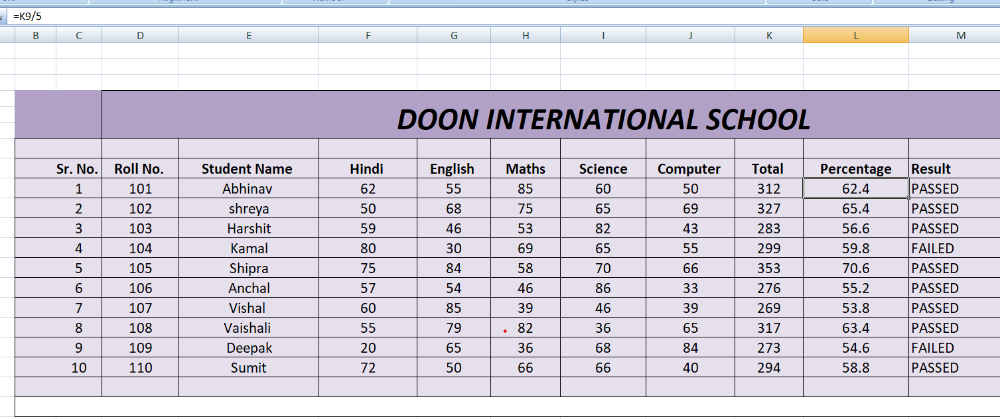 =K9/5
B C D E F G H I J K L M
DOON INTERNATIONAL SCHOOL
Sr. No. Roll No. Student Name Hindi English Maths Science Computer Total Percentage Result
1 101 Abhinav 62 55 85 60 50 312 62.4 PASSED
2 102 shreya 50 68 75 65 69 327 65.4 PASSED
3 103 Harshit 59 46 53 82 43 283 56.6 PASSED
4 104 Kamal 80 30 69 65 55 299 59.8 FAILED
5 105 Shipra 75 84 58 70 66 353 70.6 PASSED
6 106 Anchal 57 54 46 86 33 276 55.2 PASSED
7 107 Vishal 60 85 39 46 39 269 53.8 PASSED
8 108 Vaishali 55 79 82 36 65 317 63.4 PASSED
9 109 Deepak 20 65 36 68 84 273 54.6 FAILED
10 110 Sumit 72 50 66 66 40 294 58.8 PASSED